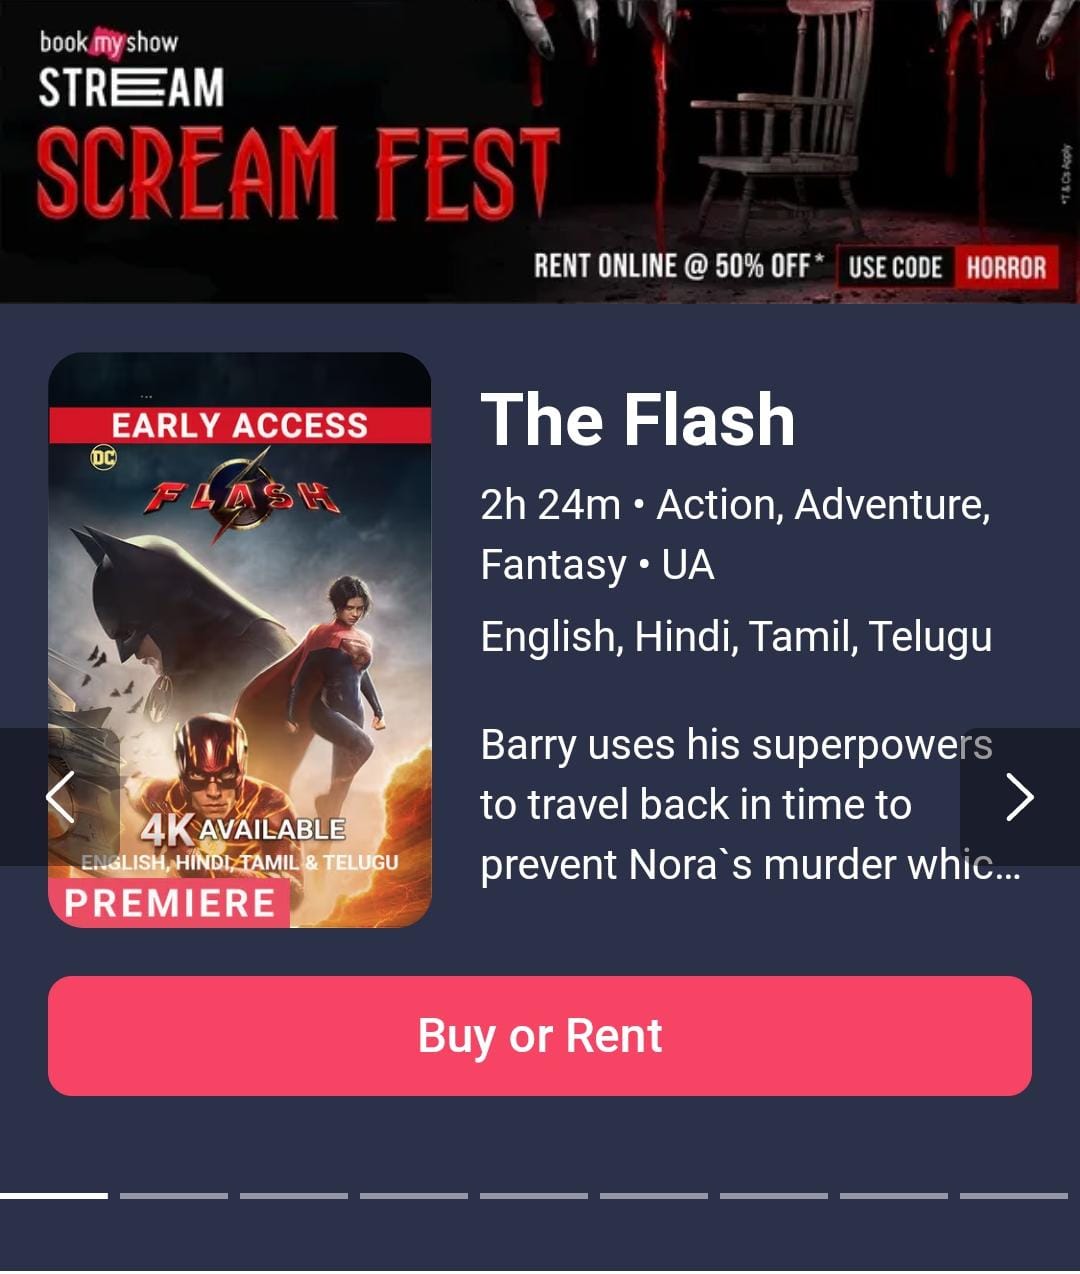 book my show
STREAM
SCREAM FEST
*T & Cs Apply
RENT ONLINE @ 50% OFF* USE CODE HORROR
EARLY ACCESS
DC
FLASH
4K AVAILABLE
ENGLISH, HINDI, TAMIL & TELUGU
PREMIERE
The Flash
2h 24m • Action, Adventure,
Fantasy • UA
English, Hindi, Tamil, Telugu
Barry uses his superpowers
to travel back in time to
prevent Nora`s murder whic...
Buy or Rent